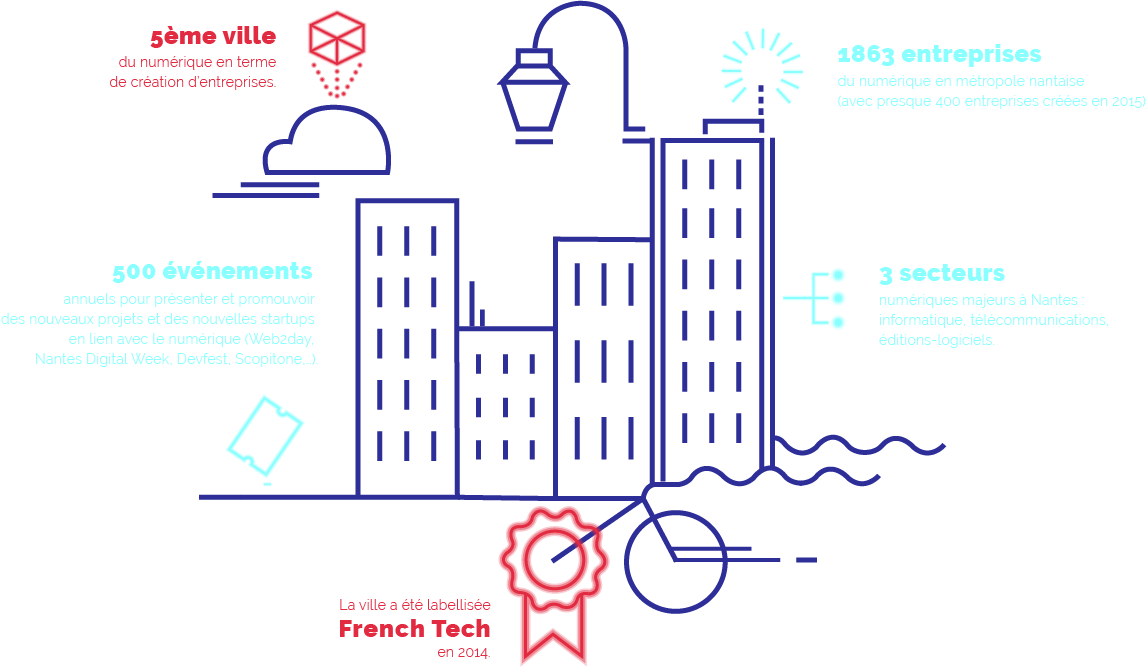 5ème ville
du numérique en terme
de création d'entreprises.
1863 entreprises
du numérique en métropole nantaise
(avec presque 400 entreprises créées en 2015)
500 événements
annuels pour présenter et promouvoir
des nouveaux projets et des nouvelles startups
en lien avec le numérique (Web2day,
Nantes Digital Week, Devfest, Scopitone,..)
3 secteurs
numériques majeurs à Nantes :
informatique, télécommunications,
éditions-logiciels.
La ville a été labellisée
French Tech
en 2014.